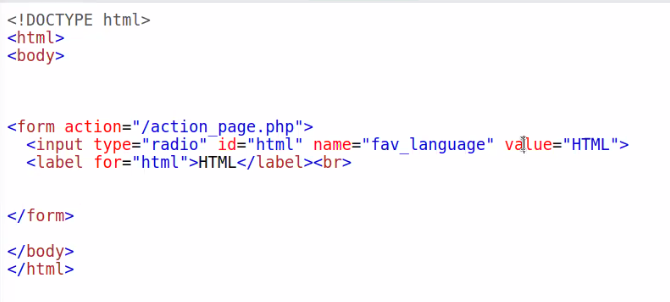 <!DOCTYPE html>
<html>
<body>
<form action="/action_page.php">
<input type="radio" id="html" name="fav_language" value="HTML">
<label for="html">HTML</label><br>
</form>
</body>
</html>